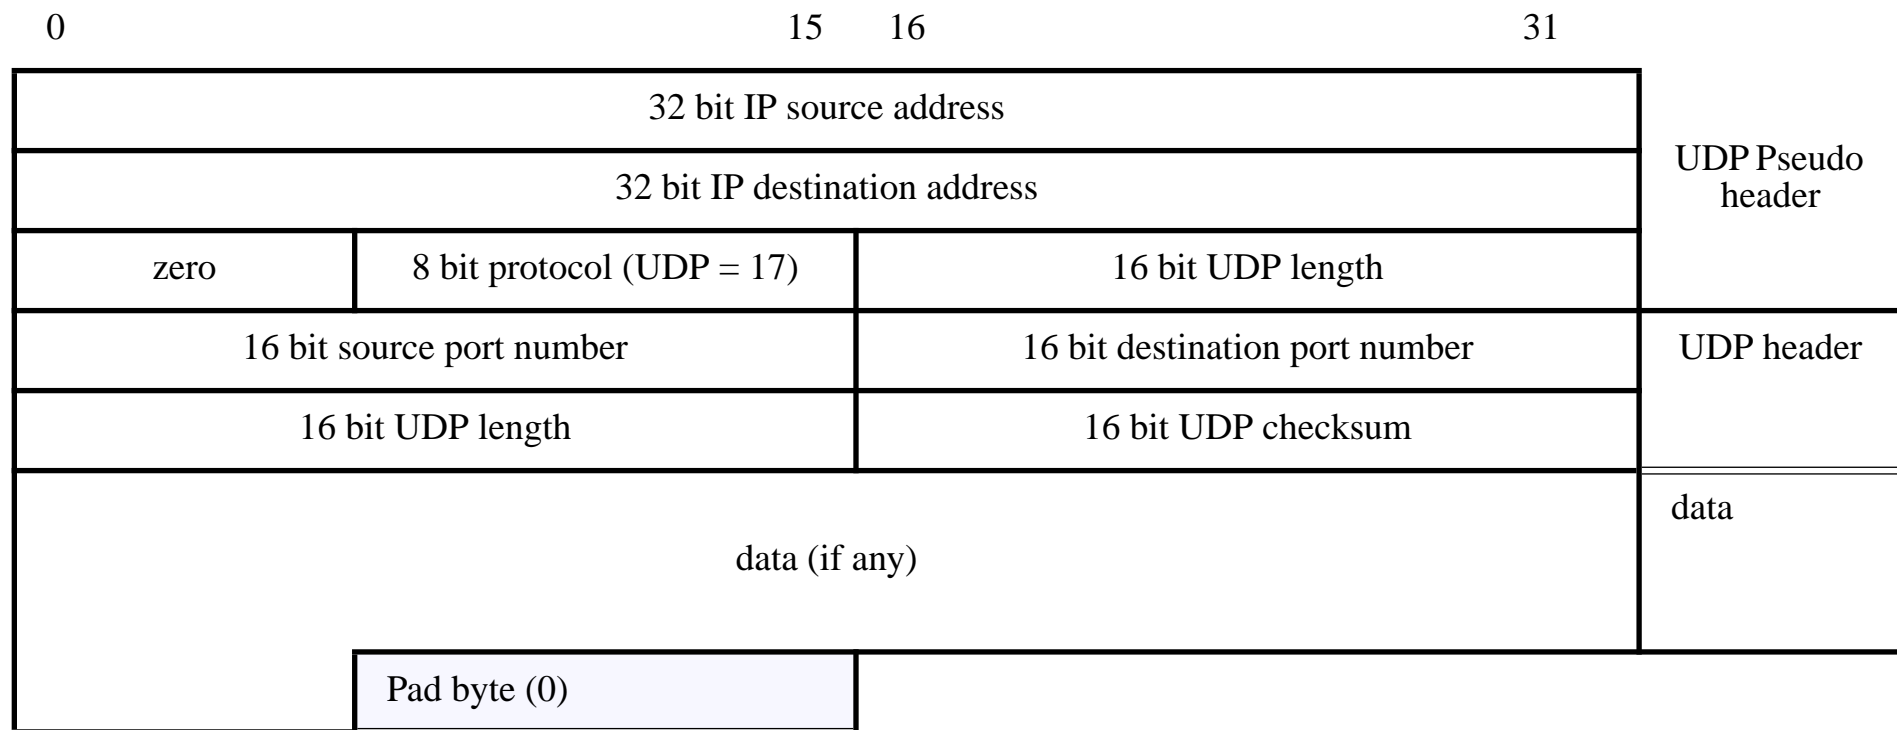 0 15 16 31
32 bit IP source address
32 bit IP destination address
UDP Pseudo
header
zero 8 bit protocol (UDP = 17) 16 bit UDP length
16 bit source port number 16 bit destination port number UDP header
16 bit UDP length 16 bit UDP checksum
data
data (if any)
Pad byte (0)